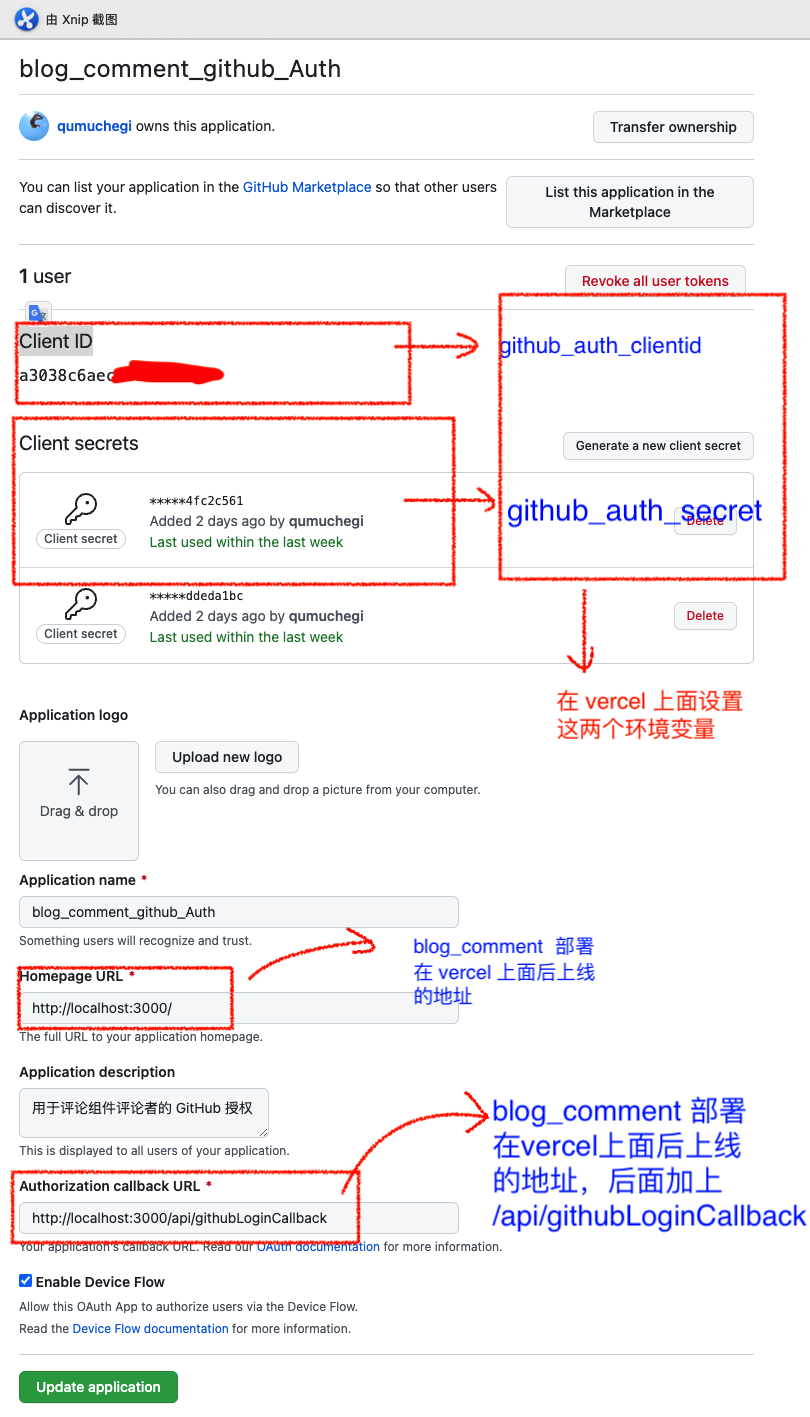 由 Xnip 截图
blog_comment_github_Auth
qumuchegi owns this application.
Transfer ownership
You can list your application in the GitHub Marketplace so that other users
can discover it.
List this application in the
Marketplace
1 user
Revoke all user tokens
Client ID
github_auth_clientid
a3038c6aec
Client secrets
Generate a new client secret
*****4fc2c561
Added 2 days ago by qumuchegi
Last used within the last week
Client secret
github_auth_secret
Delete
*****ddeda1bc
Added 2 days ago by qumuchegi
Last used within the last week
Client secret
Delete
在 vercel 上面设置
这两个环境变量
Application logo
Drag & drop
Upload new logo
You can also drag and drop a picture from your computer.
Application name *
blog_comment_github_Auth
Something users will recognize and trust.
blog_comment 部署
在 vercel 上面后上线
的地址
Homepage URL *
http://localhost:3000/
The full URL to your application homepage.
Application description
用于评论组件评论者的 GitHub 授权
This is displayed to all users of your application.
blog_comment 部署
在vercel上面后上线
的地址，后面加上
/api/githubLoginCallback
Authorization callback URL *
http://localhost:3000/api/githubLoginCallback
Your application's callback URL. Read our OAuth documentation for more information.
Enable Device Flow
Allow this OAuth App to authorize users via the Device Flow.
Read the Device Flow documentation for more information.
Update application